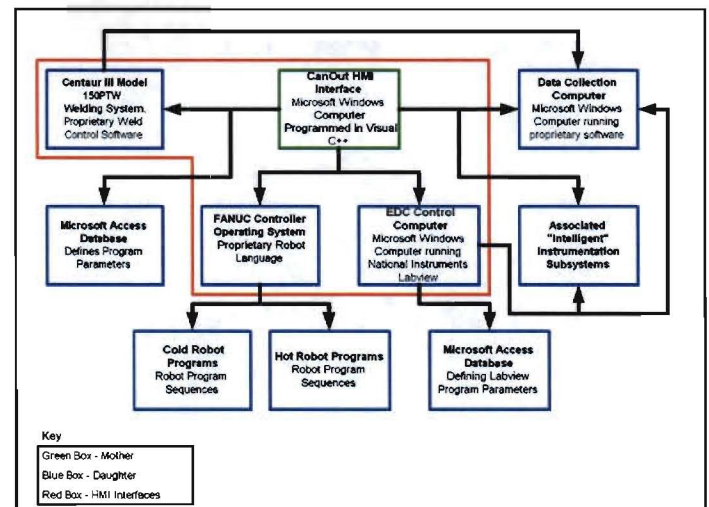 Centaur III Model
150PTW
Welding System.
Proprietary Weld
Control Software
CanOut HMI
Interface
Microsoft Windows
Computer
Programmed in Visual
C++
Data Collection
Computer
Microsoft Windows
Computer running
proprietary software
Microsoft Access
Database
Defines Program
Parameters
FANUC Controller
Operating System
Proprietary Robot
Language
EDC Control
Computer
Microsoft Windows
Computer running
National Instruments
Labview
Associated
"Intelligent"
Instrumentation
Subsystems
Cold Robot
Programs
Robot Program
Sequences
Hot Robot Programs
Robot Program
Sequences
Microsoft Access
Database
Defining Labview
Program Parameters
Key
Green Box - Mother
Blue Box - Daughter
Red Box - HMI Interfaces